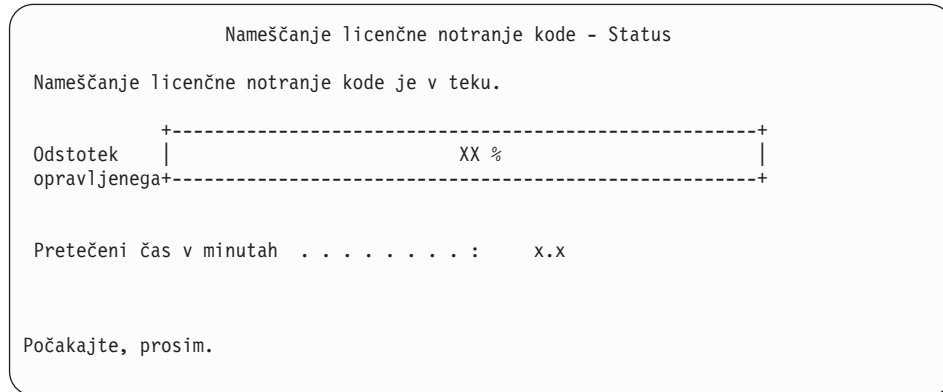 Nameščanje licenčne notranje kode - Status
Nameščanje licenčne notranje kode je v teku.
+-------------------------------------------------------+
Odstotek | XX % |
opravljenega+-------------------------------------------------------+
Pretečeni čas v minutah . . . . . . . . : x.x
Počakajte, prosim.